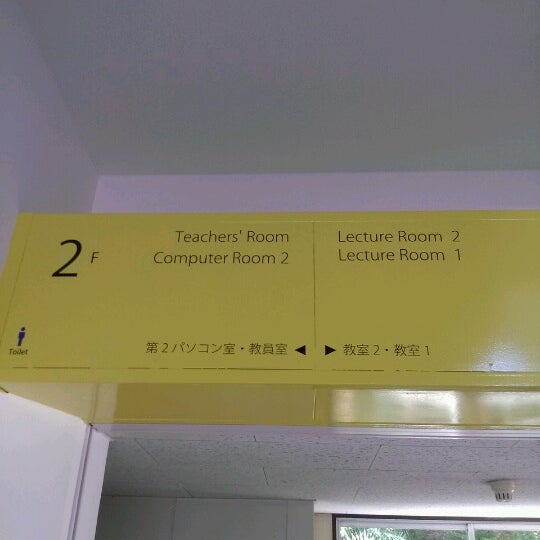 2 F
Teachers' Room
Computer Room 2
Lecture Room 2
Lecture Room 1
Toilet
第2パソコン室・教員室 ◀
▶ 教室2・教室1